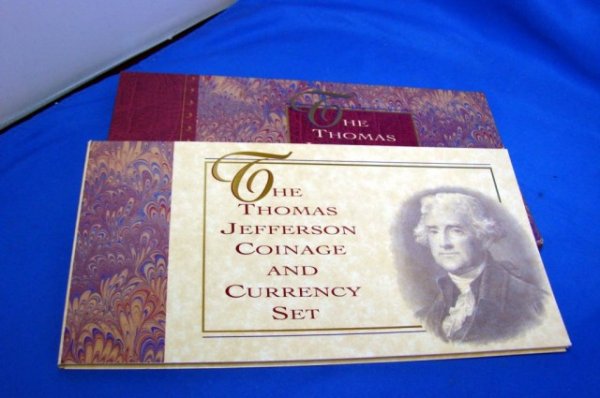 The
Thomas
The
Thomas
Jefferson
Coinage
and
Currency
Set